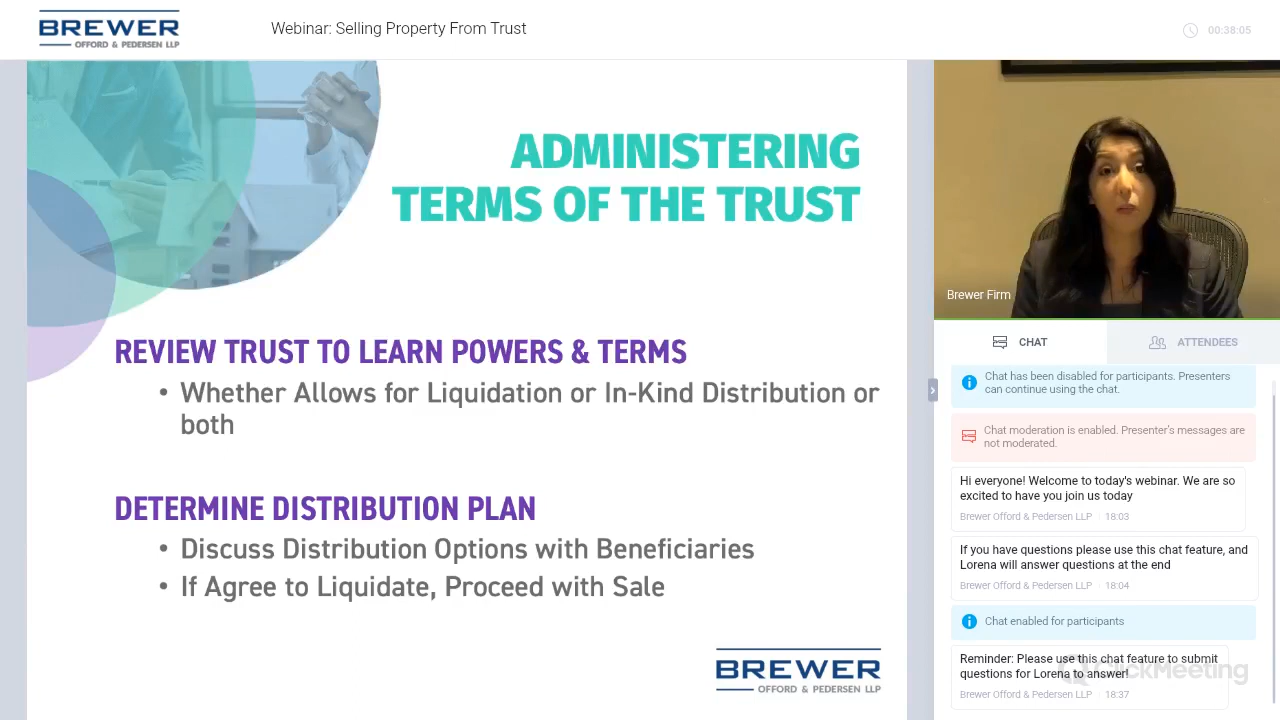 BREWER
OFFORD & PEDERSEN LLP
Webinar: Selling Property From Trust
00:38:05
ADMINISTERING
TERMS OF THE TRUST
REVIEW TRUST TO LEARN POWERS & TERMS
• Whether Allows for Liquidation or In-Kind Distribution or
both
DETERMINE DISTRIBUTION PLAN
• Discuss Distribution Options with Beneficiaries
• If Agree to Liquidate, Proceed with Sale
BREWER
OFFORD & PEDERSEN LLP
Brewer Firm
CHAT
ATTENDEES
Chat has been disabled for participants. Presenters
can continue using the chat.
Chat moderation is enabled. Presenter's messages are
not moderated.
Hi everyone! Welcome to today's webinar. We are so
excited to have you join us today
Brewer Offord & Pedersen LLP 18:03
If you have questions please use this chat feature, and
Lorena will answer questions at the end
Brewer Offord & Pedersen LLP 18:04
Chat enabled for participants
Reminder: Please use this chat feature to submit
questions for Lorena to answer!
Brewer Offord & Pedersen LLP 18:37
ClickMeeting